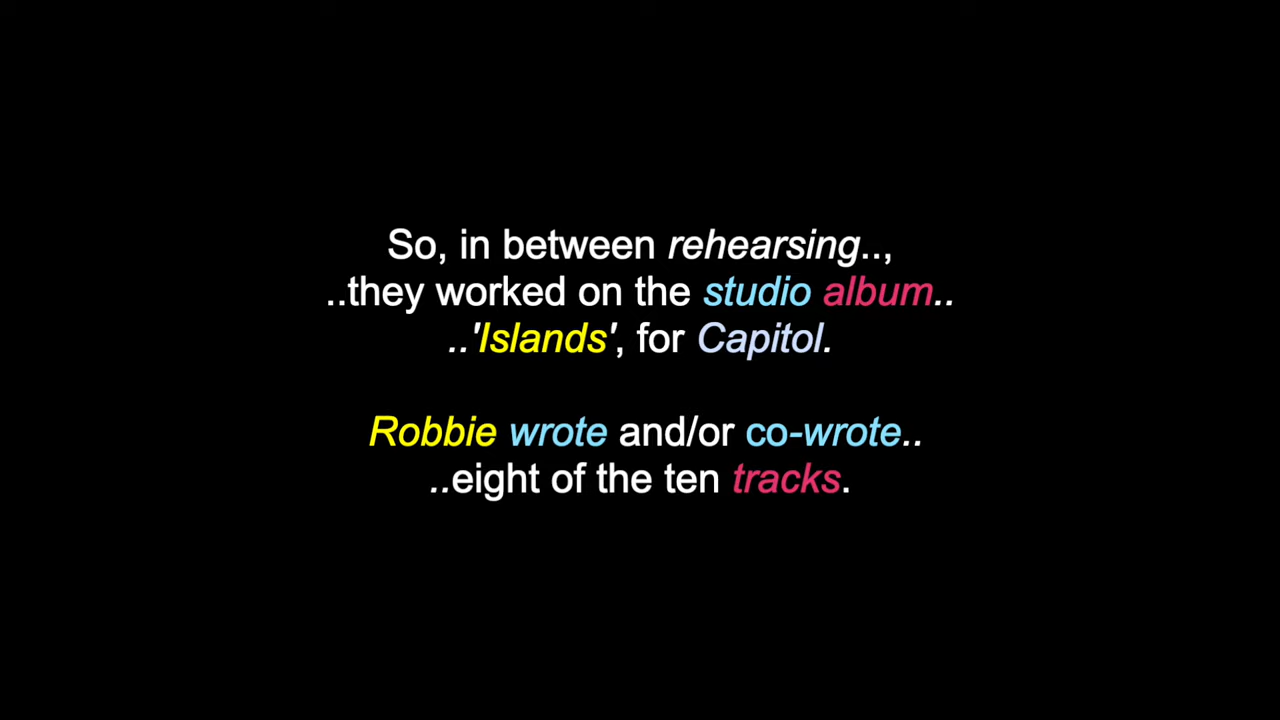 So, in between rehearsing..,
..they worked on the studio album..
..'Islands', for Capitol.
Robbie wrote and/or co-wrote..
..eight of the ten tracks.